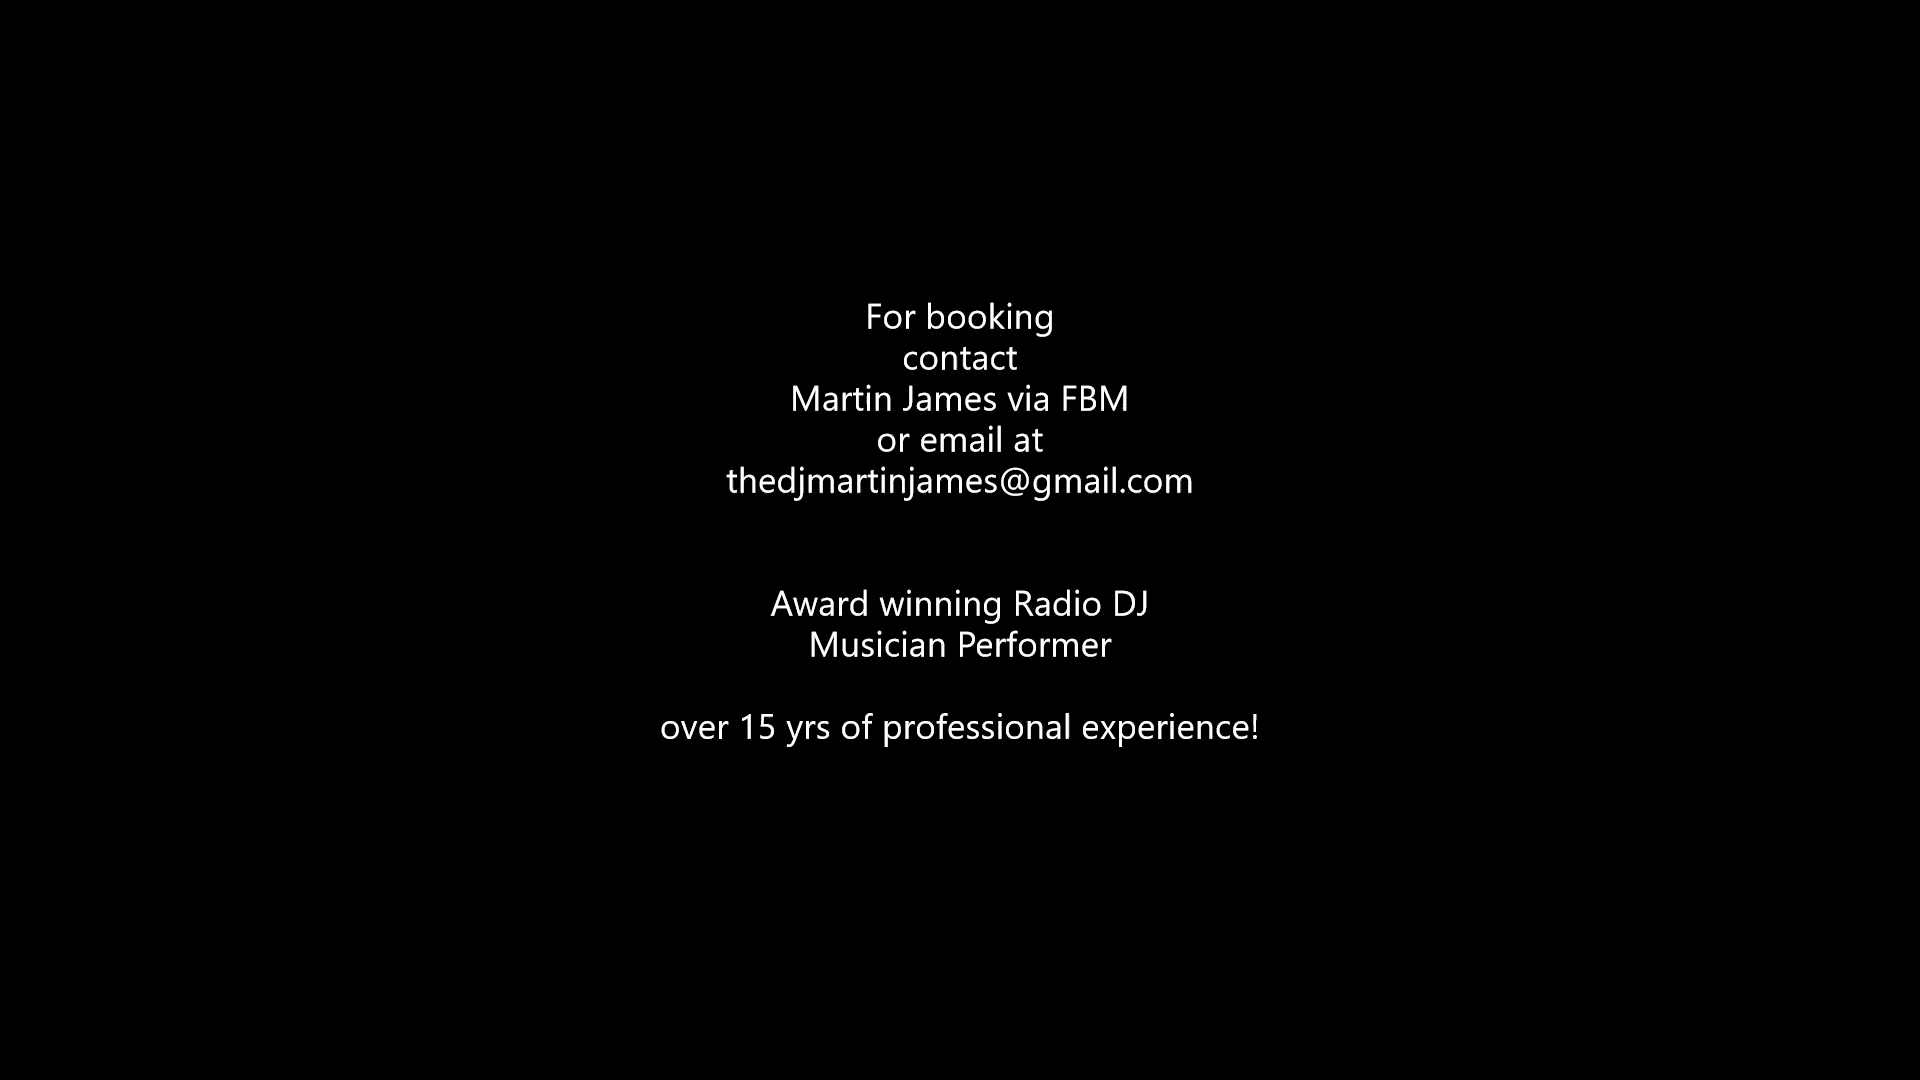 For booking
contact
Martin James via FBM
or email at
thedjmartinjames@gmail.com
Award winning Radio DJ
Musician Performer
over 15 yrs of professional experience!